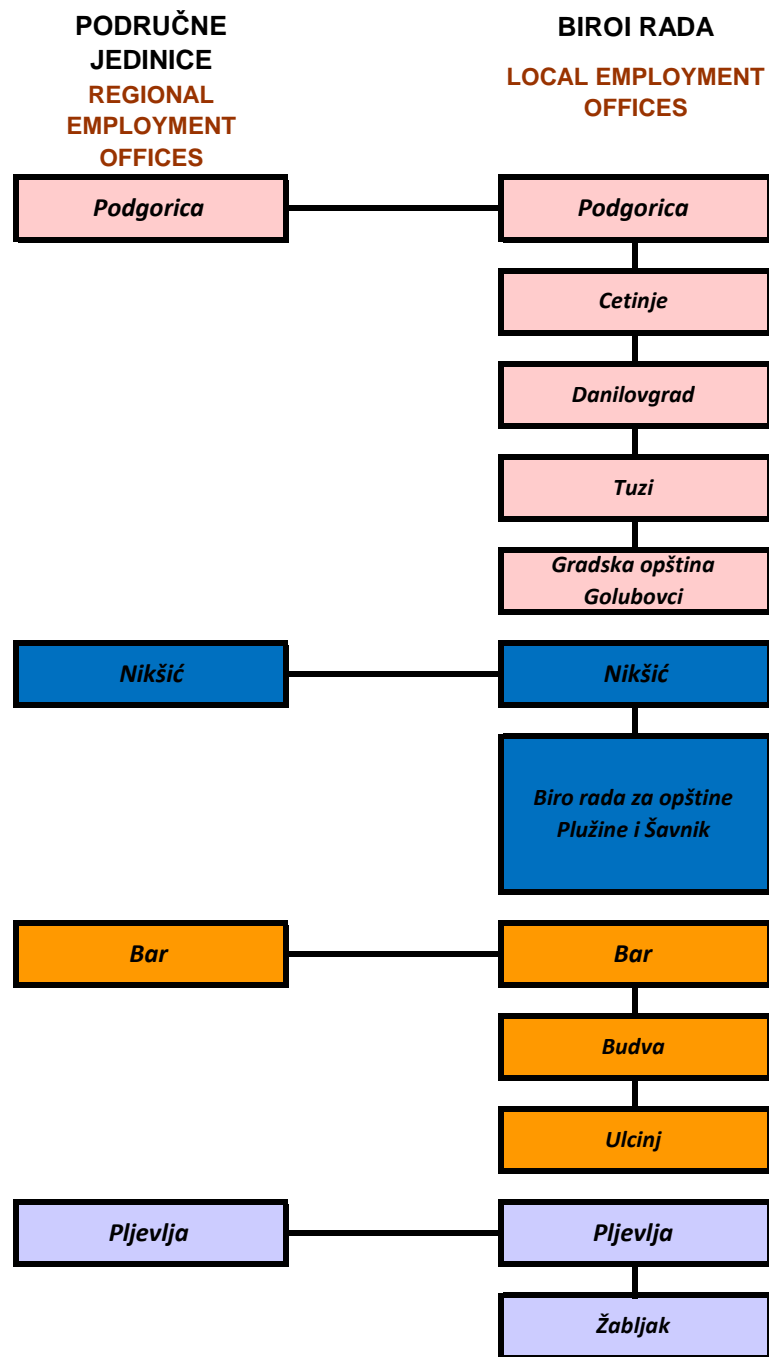 PODRUČNE
JEDINICE
REGIONAL
EMPLOYMENT
OFFICES
BIROI RADA
LOCAL EMPLOYMENT
OFFICES
Podgorica
Podgorica
Cetinje
Danilovgrad
Tuzi
Gradska opština
Golubovci
Nikšić
Nikšić
Biro rada za opštine
Plužine i Šavnik
Bar
Bar
Budva
Ulcinj
Pljevlja
Pljevlja
Žabljak